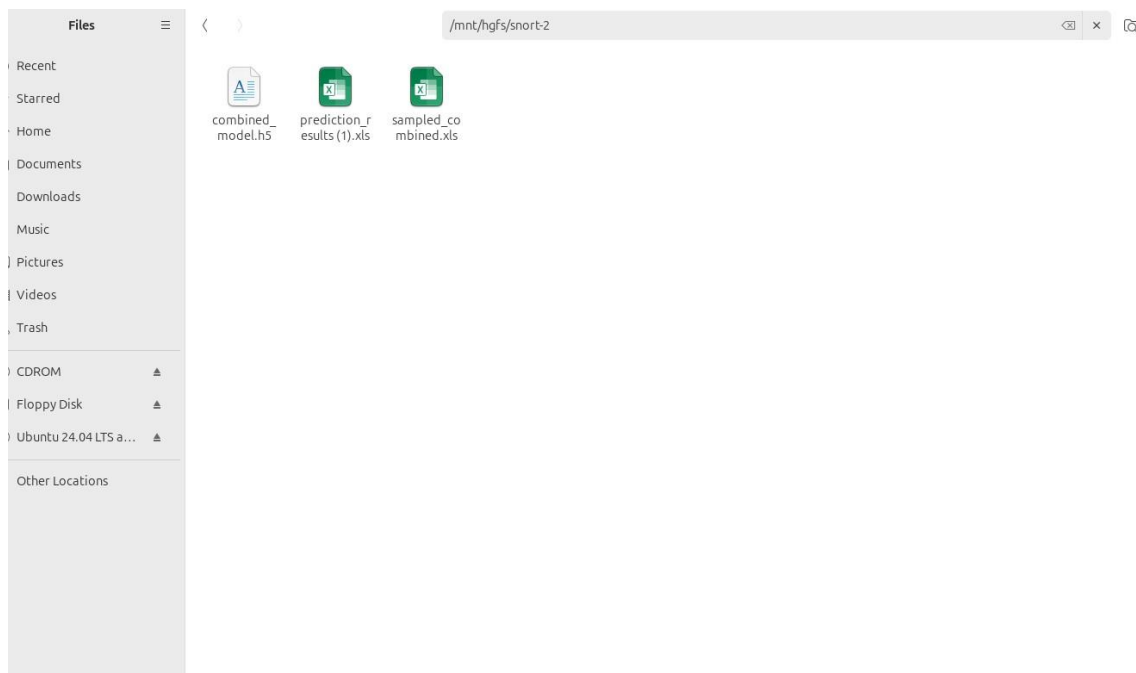 Files
/mnt/hgfs/snort-2
Recent
Starred
Home
Documents
Downloads
Music
Pictures
Videos
Trash
CDROM
Floppy Disk
Ubuntu 24.04 LTS a…
Other Locations
combined_
model.h5
prediction_r
esults (1).xls
sampled_co
mbined.xls